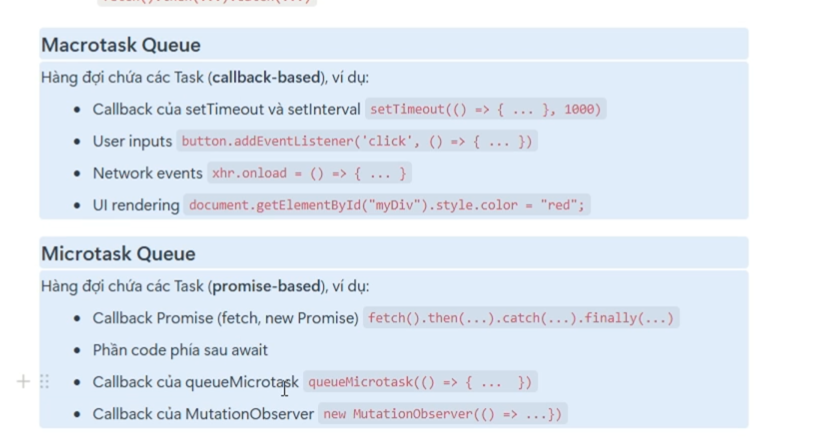 Macrotask Queue
Hàng đợi chứa các Task (callback-based), ví dụ:
Callback của setTimeout và setInterval setTimeout(() => { ... }, 1000)
User inputs button.addEventListener('click', () => { ... })
Network events xhr.onload = () => { ... }
UI rendering document.getElementById("myDiv").style.color = "red";
Microtask Queue
Hàng đợi chứa các Task (promise-based), ví dụ:
Callback Promise (fetch, new Promise) fetch().then(...).catch(...).finally(...)
Phần code phía sau await
Callback của queueMicrotask queueMicrotask(() => { ... })
Callback của MutationObserver new MutationObserver(() => ...})